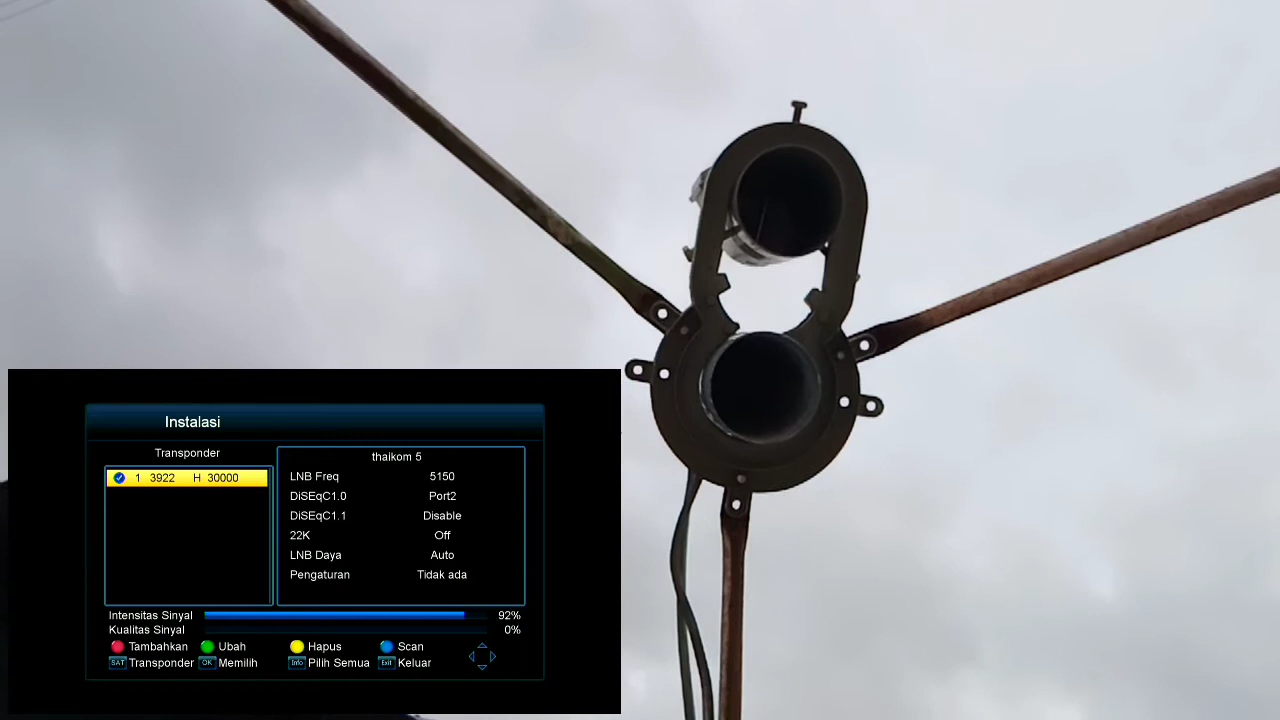 Instalasi
Transponder
1 3922 H 30000
thaikom 5
LNB Freq 5150
DiSEqC1.0 Port2
DiSEqC1.1 Disable
22K Off
LNB Daya Auto
Pengaturan Tidak ada
Intensitas Sinyal 92%
Kualitas Sinyal 0%
Tambahkan Ubah Hapus Scan
SAT Transponder OK Memilih Info Pilih Semua Exit Keluar